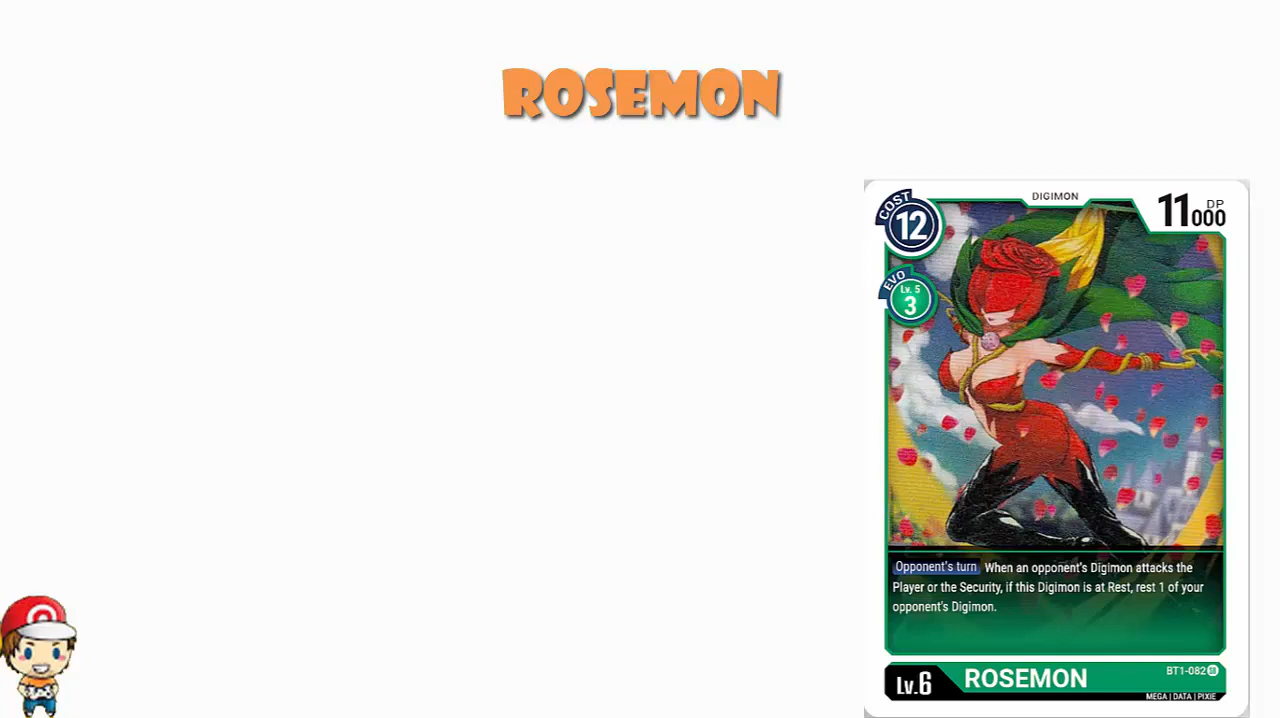 ROSEMON
DIGIMON
COST
12
11000
DP
EVO
Lv.5
3
Opponent's turn When an opponent's Digimon attacks the
Player or the Security, if this Digimon is at Rest, rest 1 of your
opponent's Digimon.
Lv.6
ROSEMON
BT1-082 SR
MEGA | DATA | PIXIE